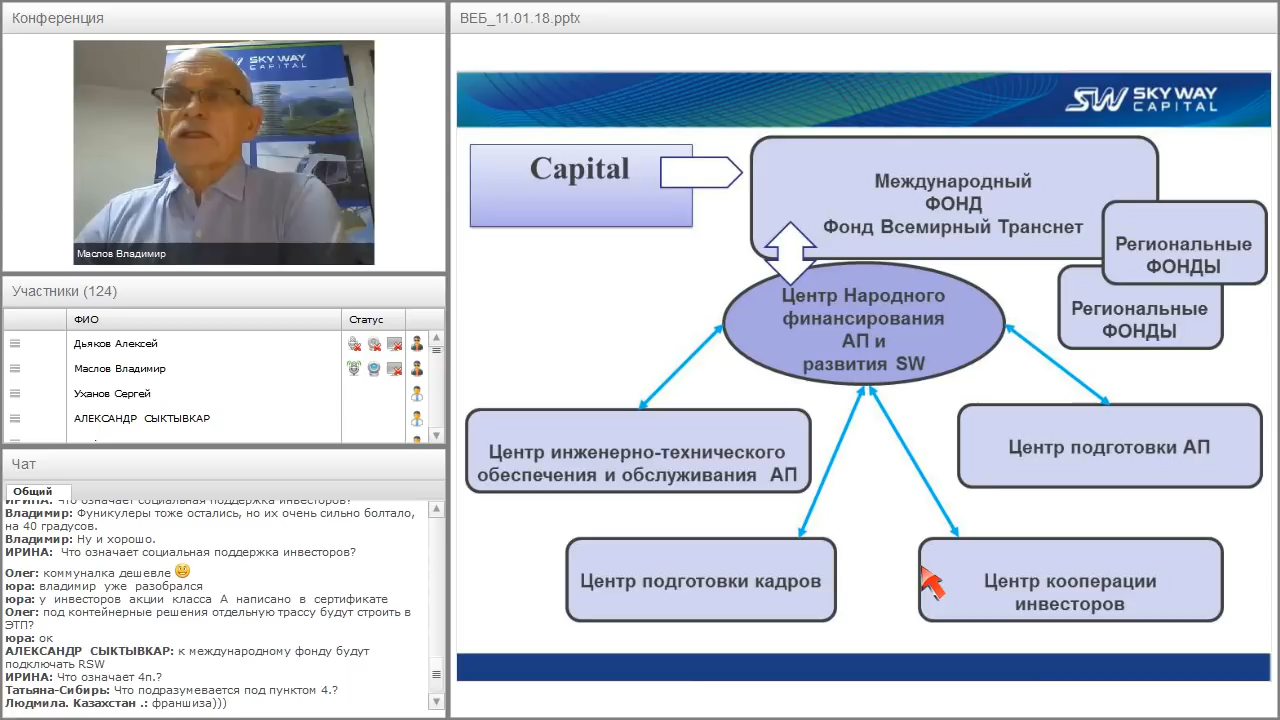 Конференция
SKY WAY
CAPITAL
Маслов Владимир
Участники (124)
ФИО
Статус
Дьяков Алексей
Маслов Владимир
Уханов Сергей
АЛЕКСАНДР СЫКТЫВКАР
Чат
Общий
ИРИНА: Что означает социальная поддержка инвесторов?
Владимир: Фуникулеры тоже остались, но их очень сильно болтало,
на 40 градусов.
Владимир: Ну и хорошо.
ИРИНА: Что означает социальная поддержка инвесторов?
Олег: коммуналка дешевле
юра: владимир уже разобрался
юра: у инвесторов акции класса А написано в сертификате
Олег: под контейнерные решения отдельную трассу будут строить в
ЭТП?
юра: ок
АЛЕКСАНДР СЫКТЫВКАР: к международному фонду будут
подключать RSW
ИРИНА: Что означает 4п.?
Татьяна-Сибирь: Что подразумевается под пунктом 4.?
Людмила. Казахстан .: франшиза)))
ВЕБ_11.01.18.pptx
SW SKY WAY
CAPITAL
Capital
Международный
ФОНД
Фонд Всемирный Транснет
Региональные
ФОНДЫ
Региональные
ФОНДЫ
Центр Народного
финансирования
АП и
развития SW
Центр инженерно-технического
обеспечения и обслуживания АП
Центр подготовки АП
Центр подготовки кадров
Центр кооперации
инвесторов